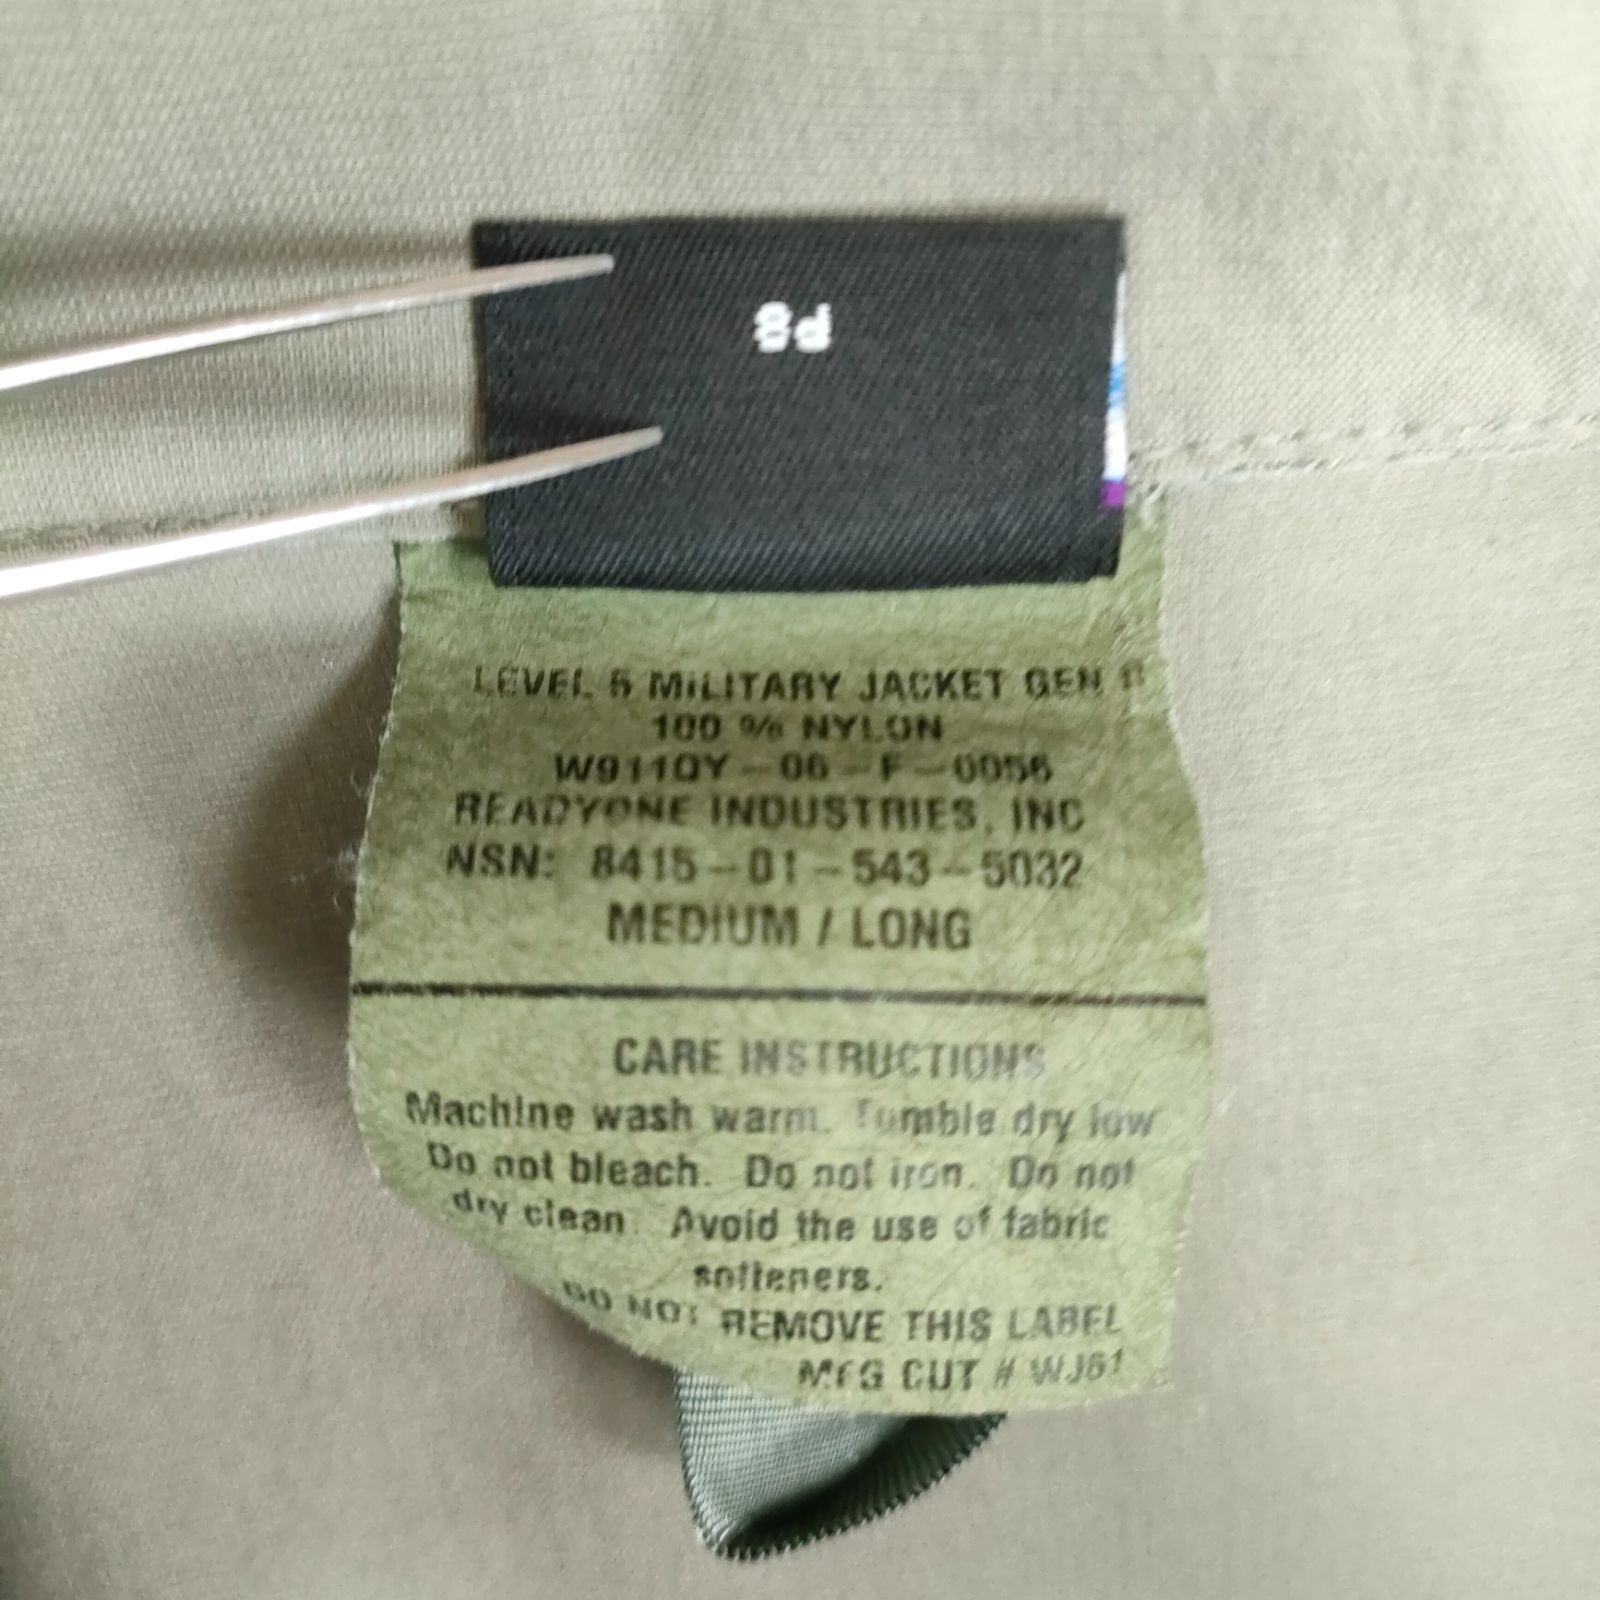 P8
LEVEL 5 MILITARY JACKET GEN
100 % NYLON
W911QY-06-F-0056
READYONE INDUSTRIES, INC
NSN: 8415-01-543-5032
MEDIUM / LONG
CARE INSTRUCTIONS
Machine wash warm. Tumble dry low
Do not bleach. Do not iron. Do not
dry clean. Avoid the use of fabric
softeners.
DO NOT REMOVE THIS LABEL
MFG CUT # WJ61